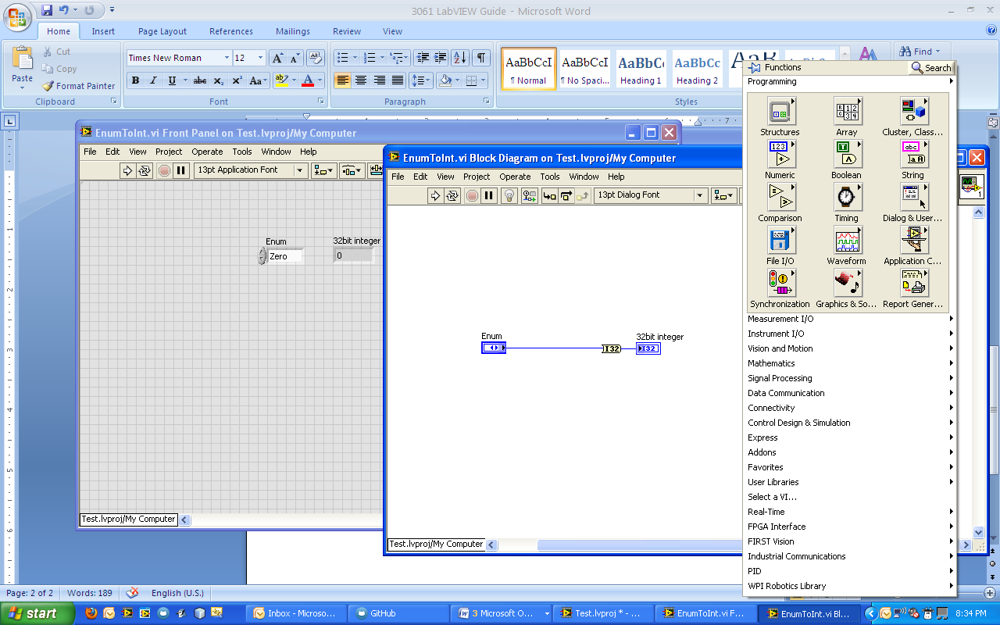 3061 LabVIEW Guide - Microsoft Word
Home Insert Page Layout References Mailings Review View
Paste
Cut
Copy
Format Painter
Clipboard
Times New Roman 12
Font
Paragraph
AaBbCcI AaBbCcI AaBbC AaBbCc
¶ Normal ¶ No Spaci... Heading 1 Heading 2
Styles
Find
EnumToInt.vi Front Panel on Test.lvproj/My Computer
File Edit View Project Operate Tools Window Help
13pt Application Font
Enum
Zero
32bit integer
0
Test.lvproj/My Computer
EnumToInt.vi Block Diagram on Test.lvproj/My Computer
File Edit View Project Operate Tools Window Help
13pt Dialog Font
Enum
I32
32bit integer
I32
Test.lvproj/My Computer
Functions
Search
Programming
Structures Array Cluster, Class...
Numeric Boolean String
Comparison Timing Dialog & User...
File I/O Waveform Application C...
Synchronization Graphics & So... Report Gener...
Measurement I/O
Instrument I/O
Vision and Motion
Mathematics
Signal Processing
Data Communication
Connectivity
Control Design & Simulation
Express
Addons
Favorites
User Libraries
Select a VI...
Real-Time
FPGA Interface
FIRST Vision
Industrial Communications
PID
WPI Robotics Library
Page: 2 of 2 Words: 189 English (U.S.)
start
Inbox - Microso...
GitHub
3 Microsoft O...
Test.lvproj * - ...
EnumToInt.vi F...
EnumToInt.vi Bl...
8:34 PM